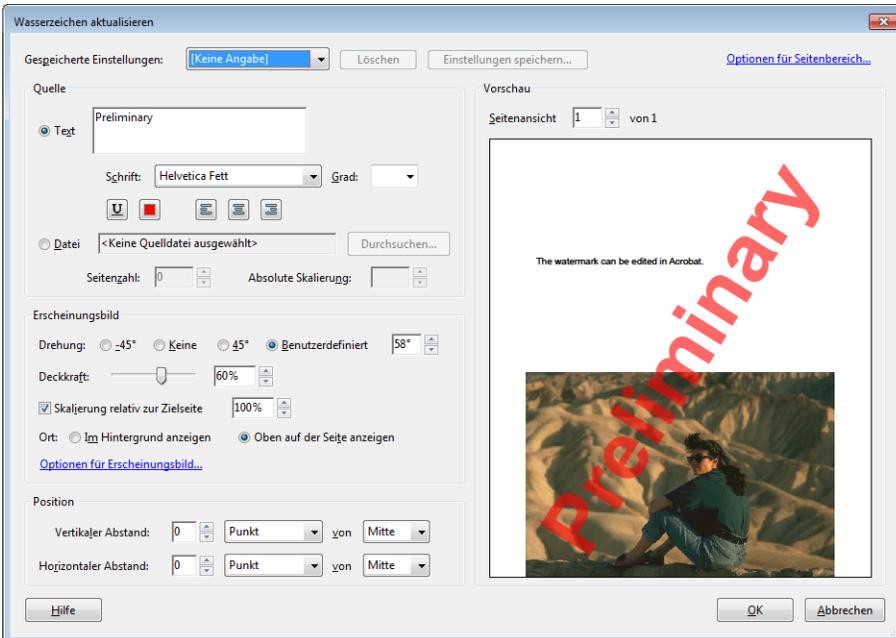 Wasserzeichen aktualisieren
Gespeicherte Einstellungen: [Keine Angabe] Löschen Einstellungen speichern... Optionen für Seitenbereich...
Quelle
Text Preliminary
Schrift: Helvetica Fett Grad:
U
Datei <Keine Quelldatei ausgewählt> Durchsuchen...
Seitenzahl: 0 Absolute Skalierung:
Erscheinungsbild
Drehung: -45° Keine 45° Benutzerdefiniert 58°
Deckkraft: 60%
Skalierung relativ zur Zielseite 100%
Ort: Im Hintergrund anzeigen Oben auf der Seite anzeigen
Optionen für Erscheinungsbild...
Position
Vertikaler Abstand: 0 Punkt von Mitte
Horizontaler Abstand: 0 Punkt von Mitte
Vorschau
Seitenansicht 1 von 1
The watermark can be edited in Acrobat.
Preliminary
Hilfe OK Abbrechen